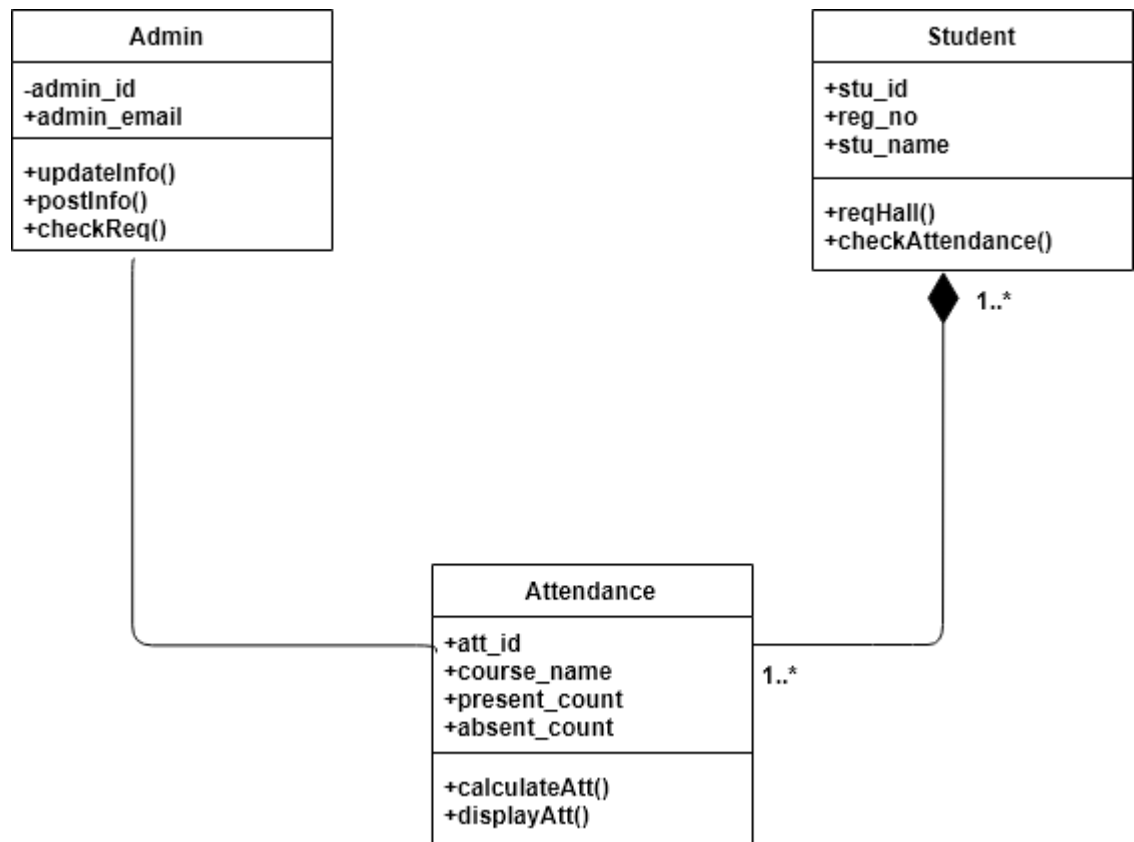 Admin
-admin_id
+admin_email
+updateInfo()
+postInfo()
+checkReq()
Student
+stu_id
+reg_no
+stu_name
+reqHall()
+checkAttendance()
1..*
Attendance
+att_id
+course_name
+present_count
+absent_count
+calculateAtt()
+displayAtt()
1..*